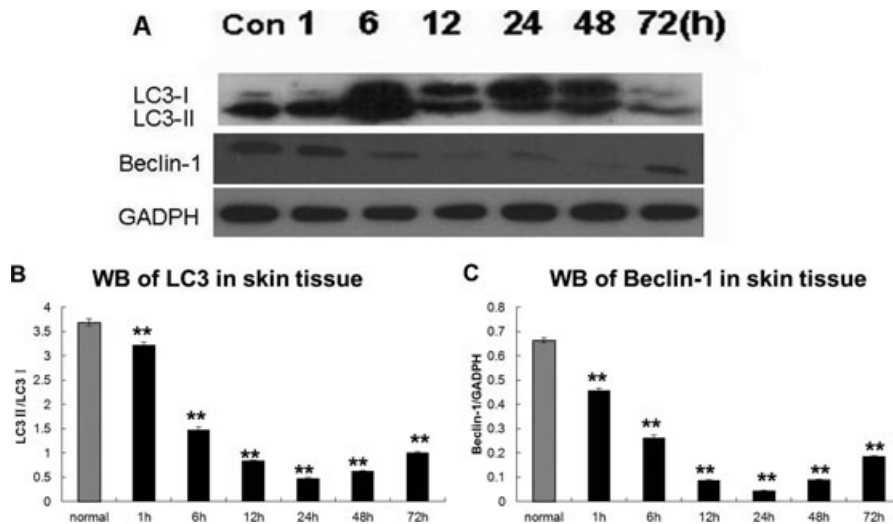 A
Con 1 6 12 24 48 72(h)
LC3-I
LC3-II
Beclin-1
GADPH
B WB of LC3 in skin tissue
LC3 II/LC3 I
4
3.5
3
2.5
2
1.5
1
0.5
0
** ** ** ** ** **
normal 1h 6h 12h 24h 48h 72h
C WB of Beclin-1 in skin tissue
Beclin-1/GADPH
0.8
0.7
0.6
0.5
0.4
0.3
0.2
0.1
0
** ** ** ** ** **
normal 1h 6h 12h 24h 48h 72h